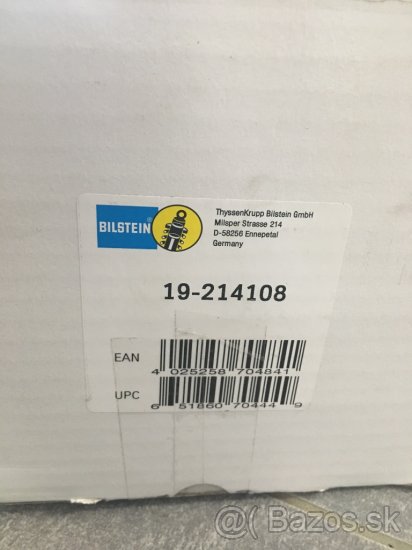 BILSTEIN®
ThyssenKrupp Bilstein GmbH
Milsper Strasse 214
D-58256 Ennepetal
Germany
19-214108
EAN
4 025258 704841
UPC
6 51860 70444 9
@ Bazos.sk